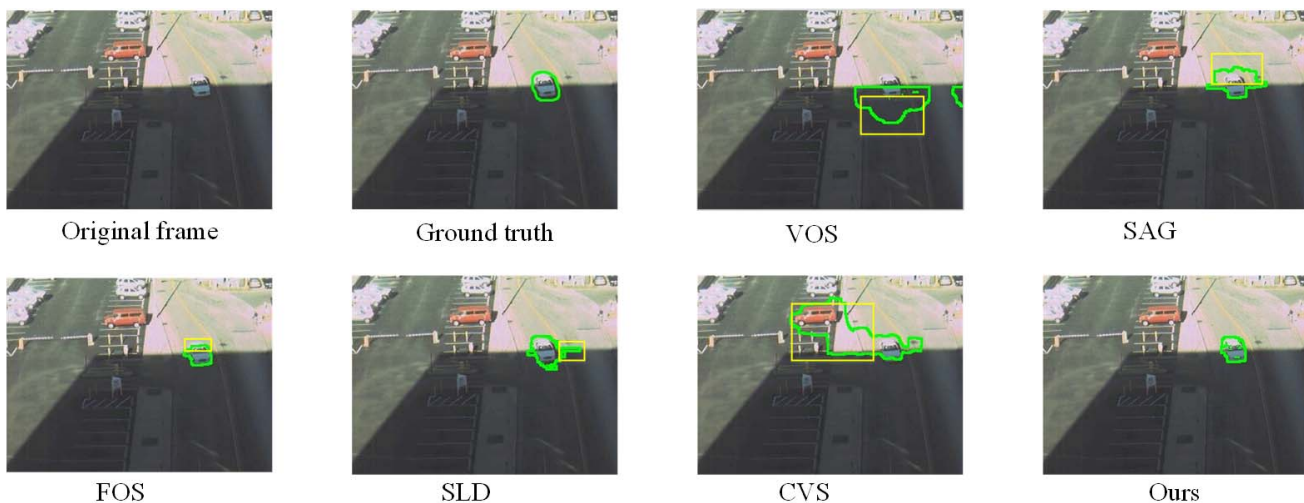 Original frame
Ground truth
VOS
SAG
FOS
SLD
CVS
Ours